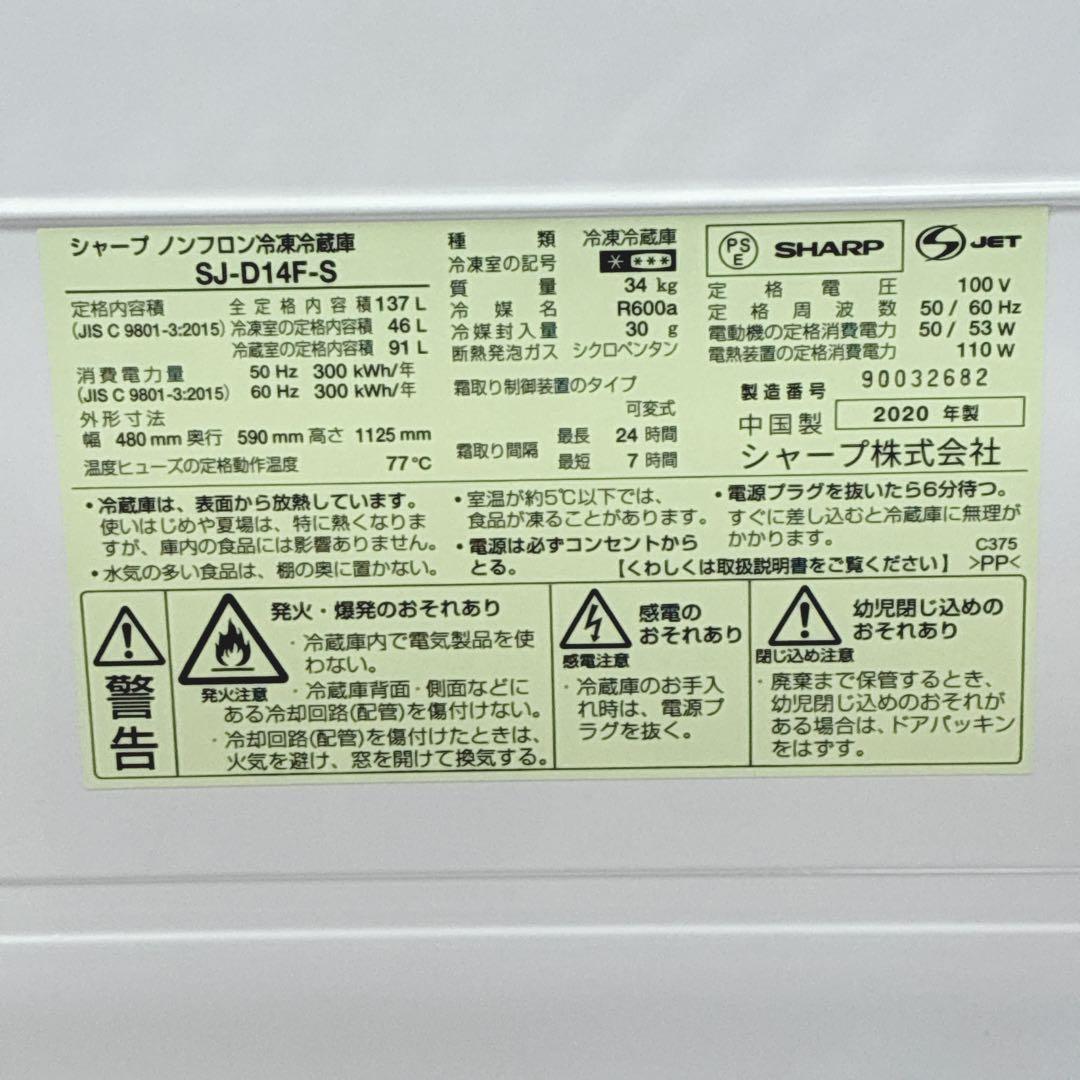 シャープ ノンフロン冷凍冷蔵庫
SJ-D14F-S
定格内容積 全定格内容積 137 L
(JIS C 9801-3:2015) 冷凍室の定格内容積 46 L
冷蔵室の定格内容積 91 L
消費電力量 50 Hz 300 kWh/年
(JIS C 9801-3:2015) 60 Hz 300 kWh/年
外形寸法
幅 480 mm 奥行 590 mm 高さ 1125 mm
温度ヒューズの定格動作温度 77℃
種類 冷凍冷蔵庫
冷凍室の記号 * ***
質量 34 kg
冷媒名 R600a
冷媒封入量 30 g
断熱発泡ガス シクロペンタン
霜取り制御装置のタイプ
可変式
霜取り間隔 最長 24 時間
最短 7 時間
PS E SHARP JET
定格電圧 100 V
定格周波数 50 / 60 Hz
電動機の定格消費電力 50 / 53 W
電熱装置の定格消費電力 110 W
製造番号 90032682
中国製 2020 年製
シャープ株式会社
・冷蔵庫は、表面から放熱しています。
使いはじめや夏場は、特に熱くなりま
すが、庫内の食品には影響ありません。
・水気の多い食品は、棚の奥に置かない。
・室温が約5℃以下では、
食品が凍ることがあります。
・電源は必ずコンセントから
とる。
・電源プラグを抜いたら6分待つ。
すぐに差し込むと冷蔵庫に無理が
かかります。
C375
【くわしくは取扱説明書をご覧ください】 >PP<
警告
発火・爆発のおそれあり
発火注意
・冷蔵庫内で電気製品を使
わない。
・冷蔵庫背面・側面などに
ある冷却回路(配管)を傷付けない。
・冷却回路(配管)を傷付けたときは、
火気を避け、窓を開けて換気する。
感電の
おそれあり
感電注意
・冷蔵庫のお手入
れ時は、電源プ
ラグを抜く。
幼児閉じ込めの
おそれあり
閉じ込め注意
・廃棄まで保管するとき、
幼児閉じ込めのおそれが
ある場合は、ドアパッキン
をはずす。